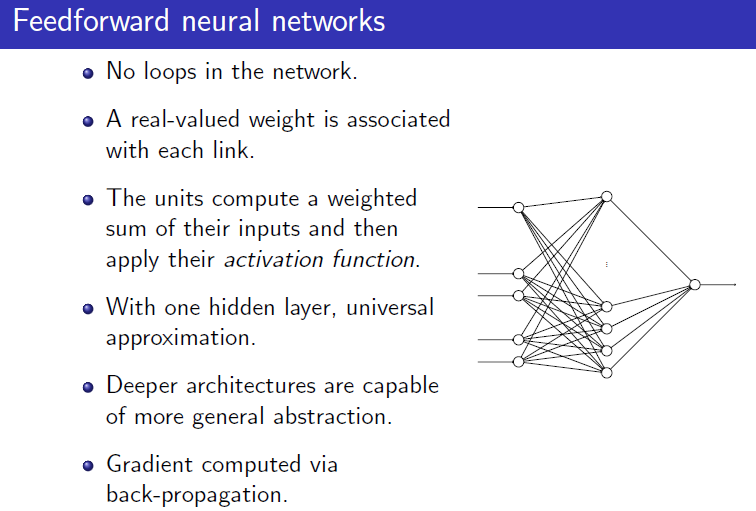 Feedforward neural networks
No loops in the network.
A real-valued weight is associated
with each link.
The units compute a weighted
sum of their inputs and then
apply their activation function.
With one hidden layer, universal
approximation.
Deeper architectures are capable
of more general abstraction.
Gradient computed via
back-propagation.